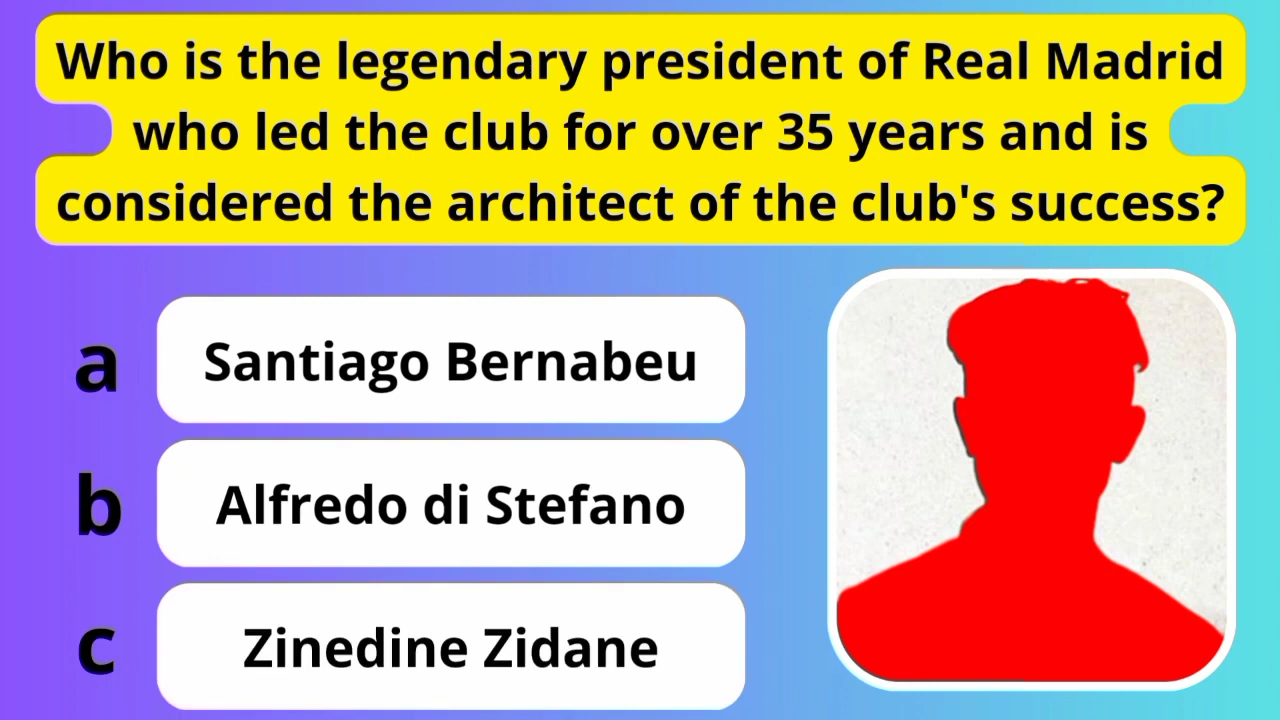 Who is the legendary president of Real Madrid
who led the club for over 35 years and is
considered the architect of the club's success?
a Santiago Bernabeu
b Alfredo di Stefano
c Zinedine Zidane